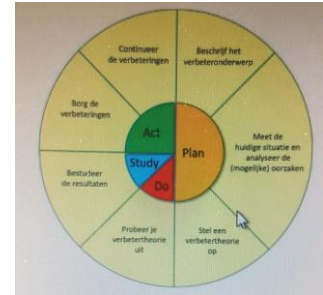 Continueer
de verbeteringen
Beschrijf het
verbeteronderwerp
Borg de
verbeteringen
Act
Plan
Study
Do
Meet de
huidige situatie en
analyseer de
(mogelijke) oorzaken
Bestudeer
de resultaten
Probeer je
verbetertheorie
uit
Stel een
verbetertheorie
op